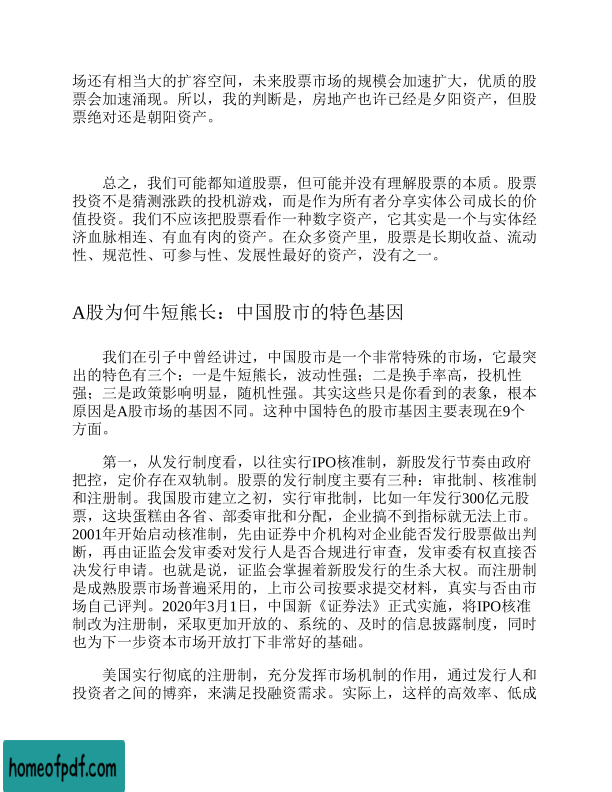 场还有相当大的扩容空间，未来股票市场的规模会加速扩大，优质的股
票会加速涌现。所以，我的判断是，房地产也许已经是夕阳资产，但股
票绝对还是朝阳资产。
总之，我们可能都知道股票，但可能并没有理解股票的本质。股票
投资不是猜测涨跌的投机游戏，而是作为所有者分享实体公司成长的价
值投资。我们不应该把股票看作一种数字资产，它其实是一个与实体经
济血脉相连、有血有肉的资产。在众多资产里，股票是长期收益、流动
性、规范性、可参与性、发展性最好的资产，没有之一。
A股为何牛短熊长：中国股市的特色基因
我们在引子中曾经讲过，中国股市是一个非常特殊的市场，它最突
出的特色有三个：一是牛短熊长，波动性强；二是换手率高，投机性
强；三是政策影响明显，随机性强。其实这些只是你看到的表象，根本
原因是A股市场的基因不同。这种中国特色的股市基因主要表现在9个
方面。
第一，从发行制度看，以往实行IPO核准制，新股发行节奏由政府
把控，定价存在双轨制。股票的发行制度主要有三种：审批制、核准制
和注册制。我国股市建立之初，实行审批制，比如一年发行300亿元股
票，这块蛋糕由各省、部委审批和分配，企业搞不到指标就无法上市。
2001年开始启动核准制，先由证券中介机构对企业能否发行股票做出判
断，再由证监会发审委对发行人是否合规进行审查，发审委有权直接否
决发行申请。也就是说，证监会掌握着新股发行的生杀大权。而注册制
是成熟股票市场普遍采用的，上市公司按要求提交材料，真实与否由市
场自己评判。2020年3月1日，中国新《证券法》正式实施，将IPO核准
制改为注册制，采取更加开放的、系统的、及时的信息披露制度，同时
也为下一步资本市场开放打下非常好的基础。
美国实行彻底的注册制，充分发挥市场机制的作用，通过发行人和
投资者之间的博弈，来满足投融资需求。实际上，这样的高效率、低成
homeofpdf.com